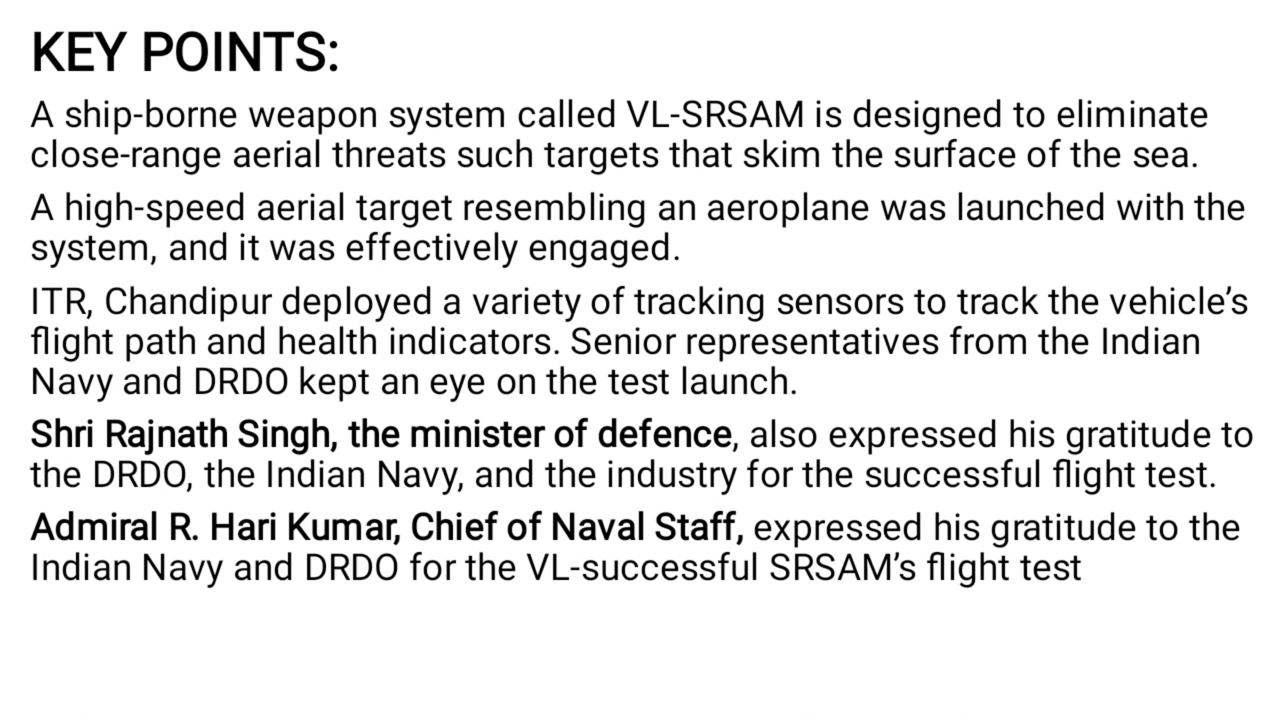 KEY POINTS:
A ship-borne weapon system called VL-SRSAM is designed to eliminate
close-range aerial threats such targets that skim the surface of the sea.
A high-speed aerial target resembling an aeroplane was launched with the
system, and it was effectively engaged.
ITR, Chandipur deployed a variety of tracking sensors to track the vehicle’s
flight path and health indicators. Senior representatives from the Indian
Navy and DRDO kept an eye on the test launch.
Shri Rajnath Singh, the minister of defence, also expressed his gratitude to
the DRDO, the Indian Navy, and the industry for the successful flight test.
Admiral R. Hari Kumar, Chief of Naval Staff, expressed his gratitude to the
Indian Navy and DRDO for the VL-successful SRSAM’s flight test